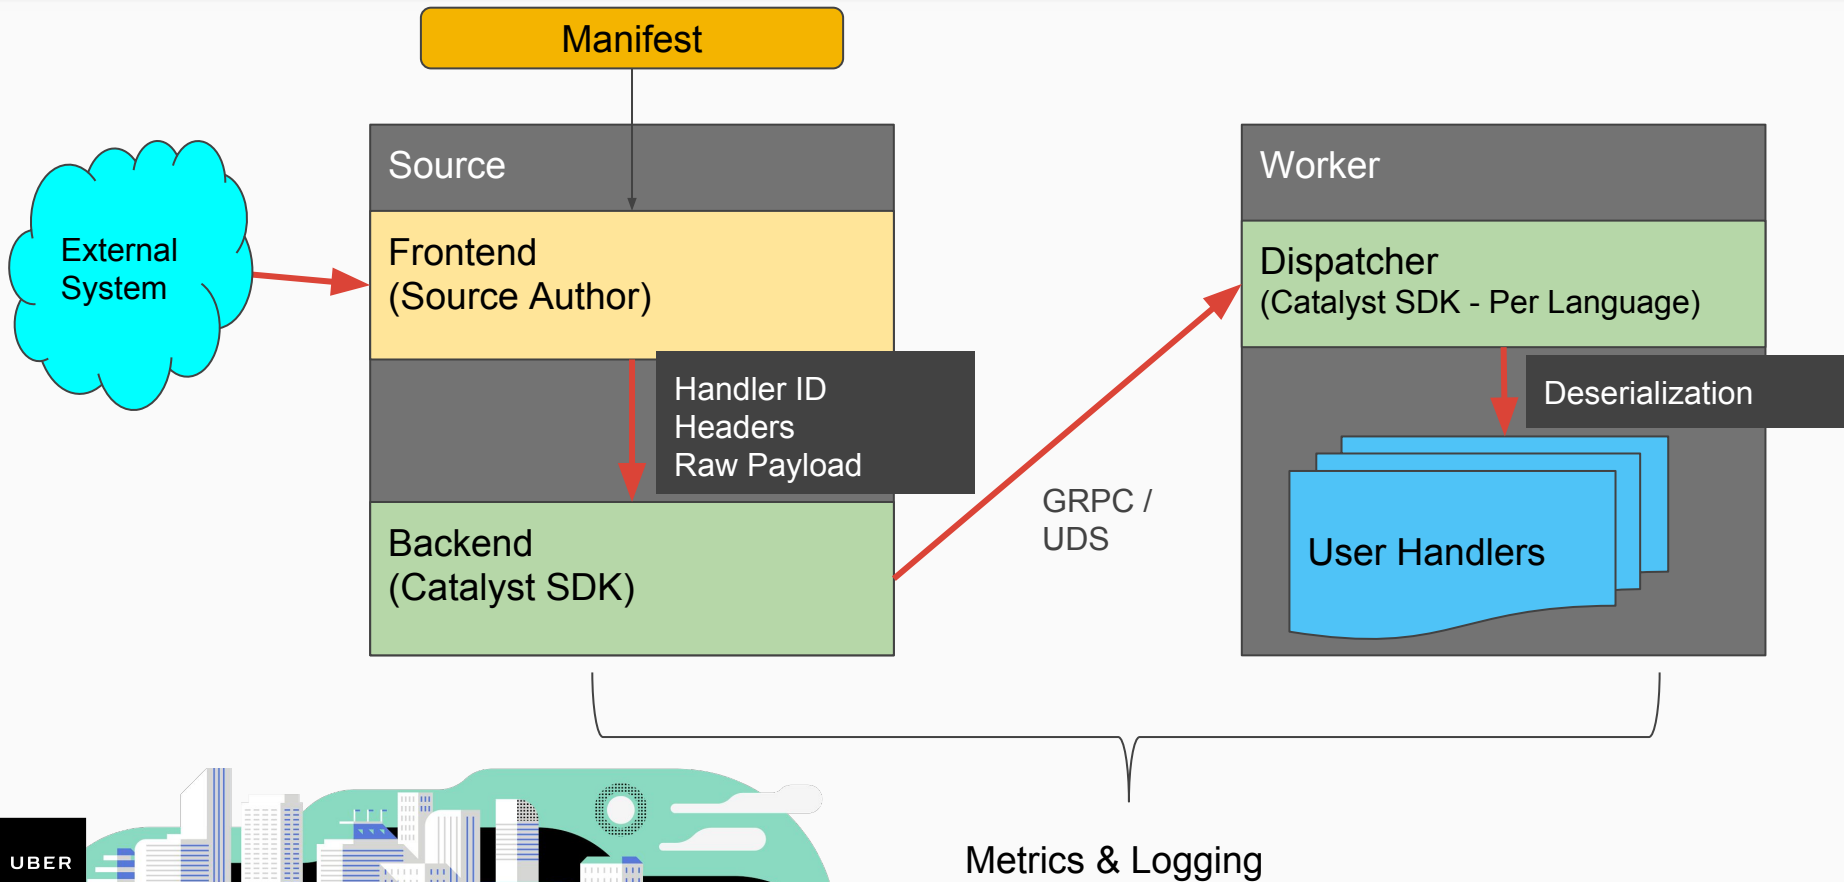 Manifest
Source
Worker
External
System
Frontend
(Source Author)
Dispatcher
(Catalyst SDK - Per Language)
Handler ID
Headers
Raw Payload
Deserialization
GRPC /
UDS
Backend
(Catalyst SDK)
User Handlers
Metrics & Logging
UBER